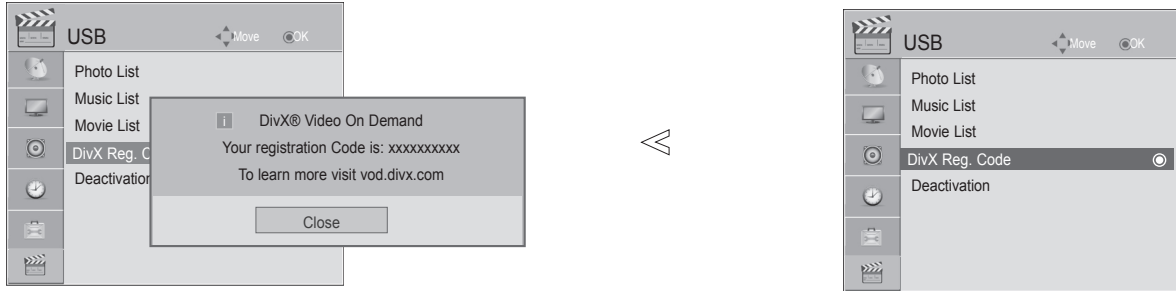 USB
Move OK
Photo List
Music List
Movie List
DivX Reg. C
Deactivation
i DivX® Video On Demand
Your registration Code is: xxxxxxxxxx
To learn more visit vod.divx.com
Close
USB
Move OK
Photo List
Music List
Movie List
DivX Reg. Code
Deactivation